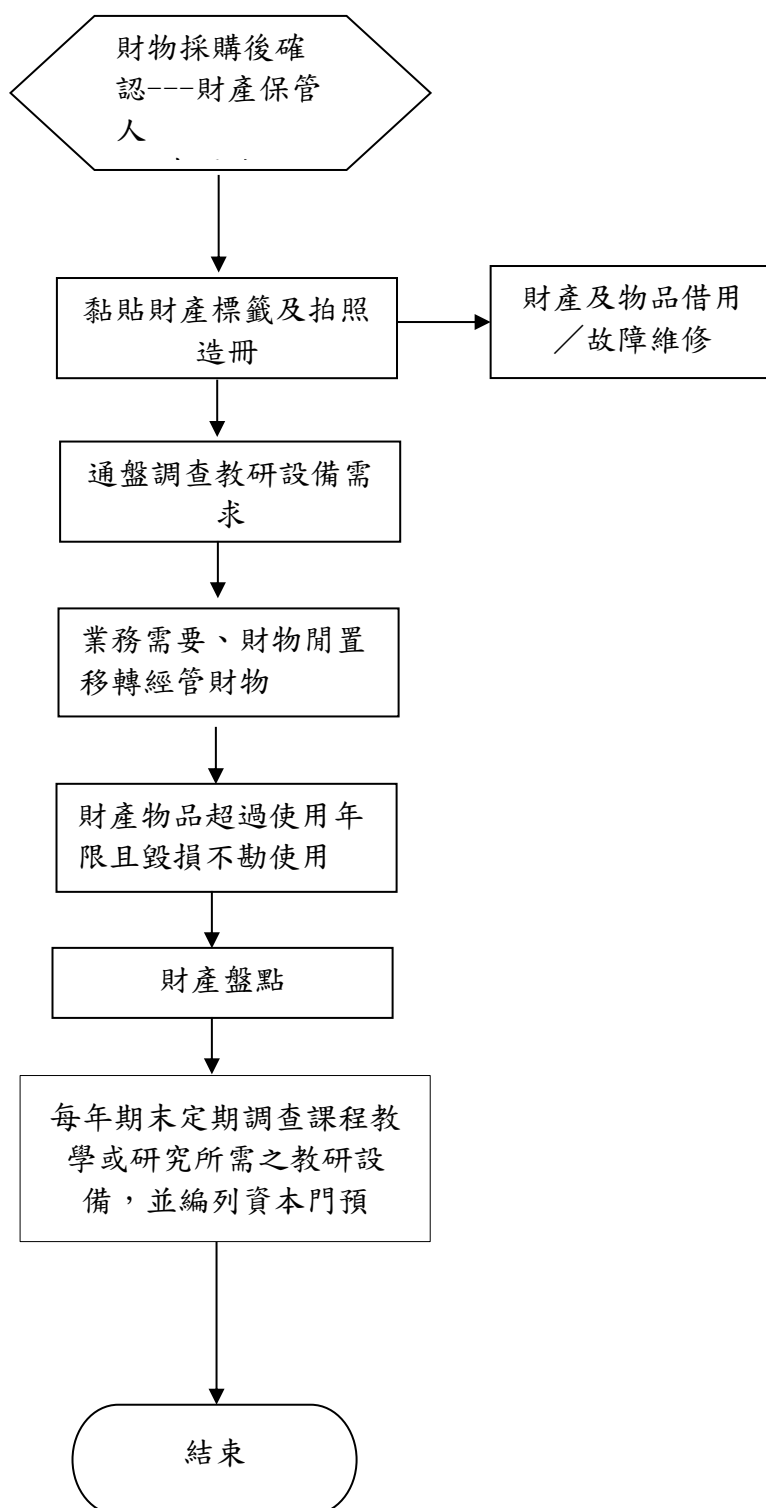 財物採購後確
認---財產保管
人
黏貼財產標籤及拍照
造冊
財產及物品借用
／故障維修
通盤調查教研設備需
求
業務需要、財物閒置
移轉經管財物
財產物品超過使用年
限且毀損不勘使用
財產盤點
每年期末定期調查課程教
學或研究所需之教研設
備，並編列資本門預
結束